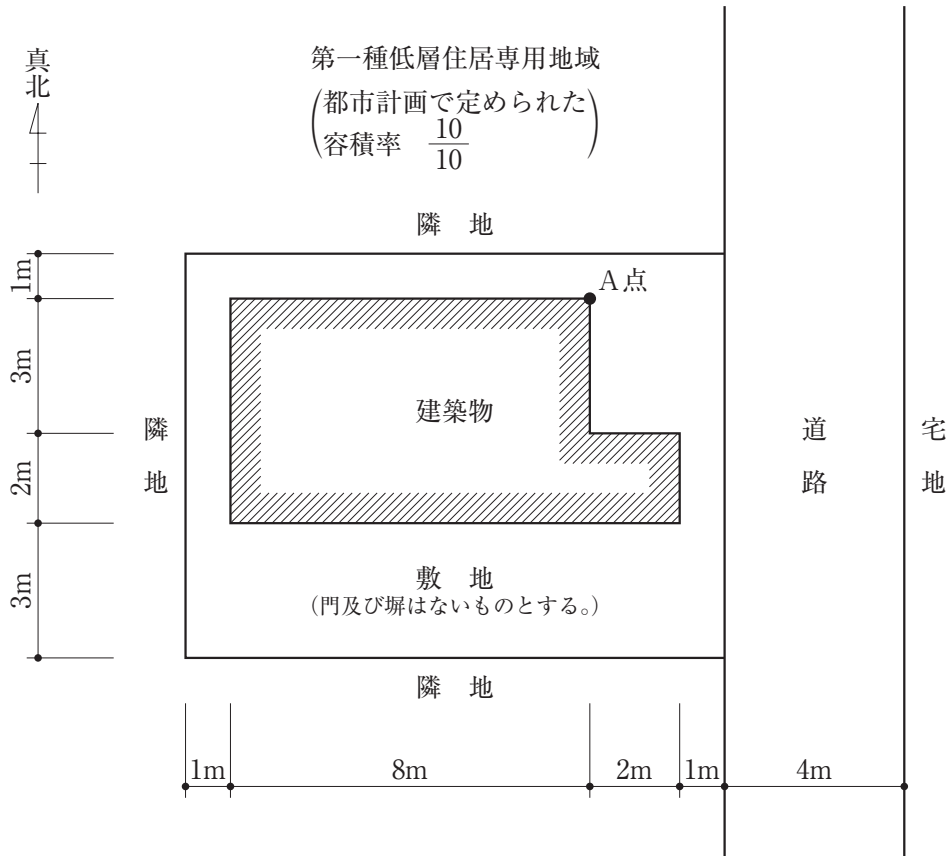 真北
第一種低層住居専用地域
(都市計画で定められた
容積率 10/10)
隣 地
1m
A点
3m
建築物
隣地
道路
宅地
2m
敷 地
(門及び塀はないものとする。)
3m
隣 地
1m
8m
2m
1m
4m